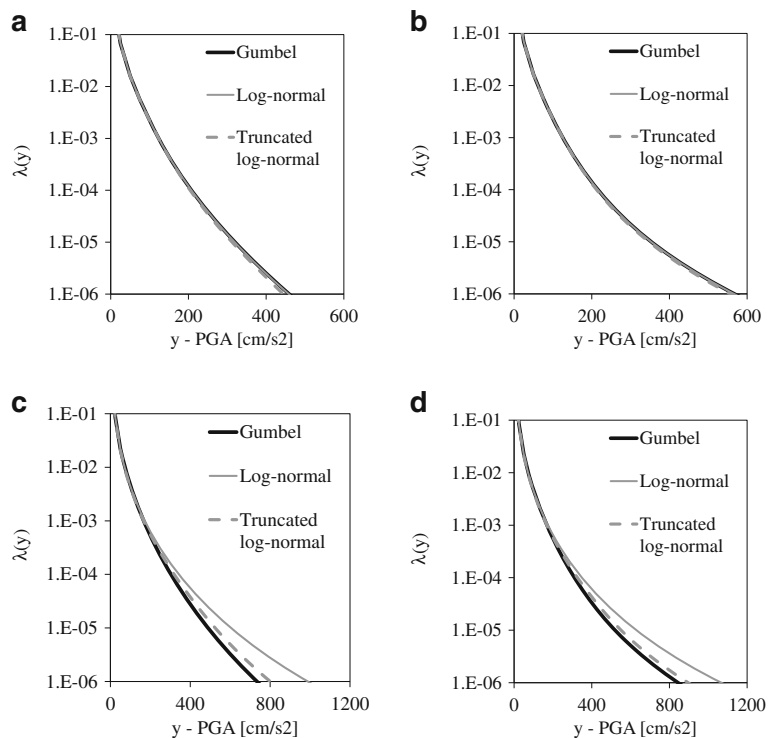 a
1.E-01
1.E-02
1.E-03
1.E-04
1.E-05
1.E-06
λ(y)
Gumbel
Log-normal
Truncated
log-normal
0 200 400 600
y - PGA [cm/s2]
b
1.E-01
1.E-02
1.E-03
1.E-04
1.E-05
1.E-06
λ(y)
Gumbel
Log-normal
Truncated
log-normal
0 200 400 600
y - PGA [cm/s2]
c
1.E-01
1.E-02
1.E-03
1.E-04
1.E-05
1.E-06
λ(y)
Gumbel
Log-normal
Truncated
log-normal
0 400 800 1200
y - PGA [cm/s2]
d
1.E-01
1.E-02
1.E-03
1.E-04
1.E-05
1.E-06
λ(y)
Gumbel
Log-normal
Truncated
log-normal
0 400 800 1200
y - PGA [cm/s2]